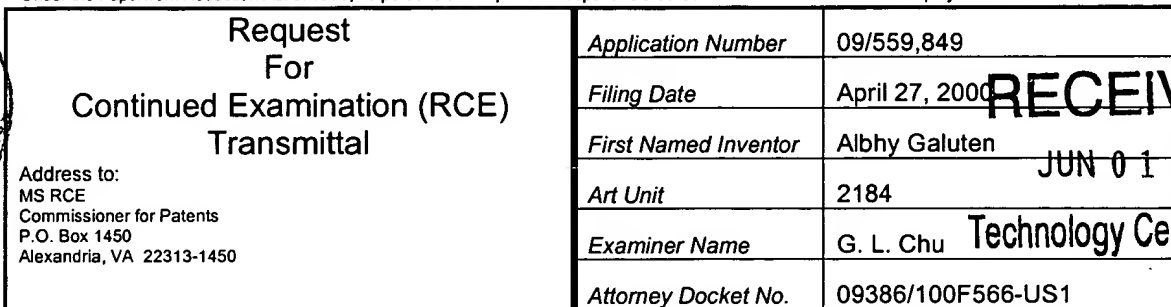 Request
For
Continued Examination (RCE)
Transmittal
Address to:
MS RCE
Commissioner for Patents
P.O. Box 1450
Alexandria, VA 22313-1450
Application Number 09/559,849
Filing Date April 27, 2000
RECEIV
First Named Inventor Albhy Galuten
JUN 0 1
Art Unit 2184
Examiner Name G. L. Chu
Technology Ce
Attorney Docket No. 09386/100F566-US1